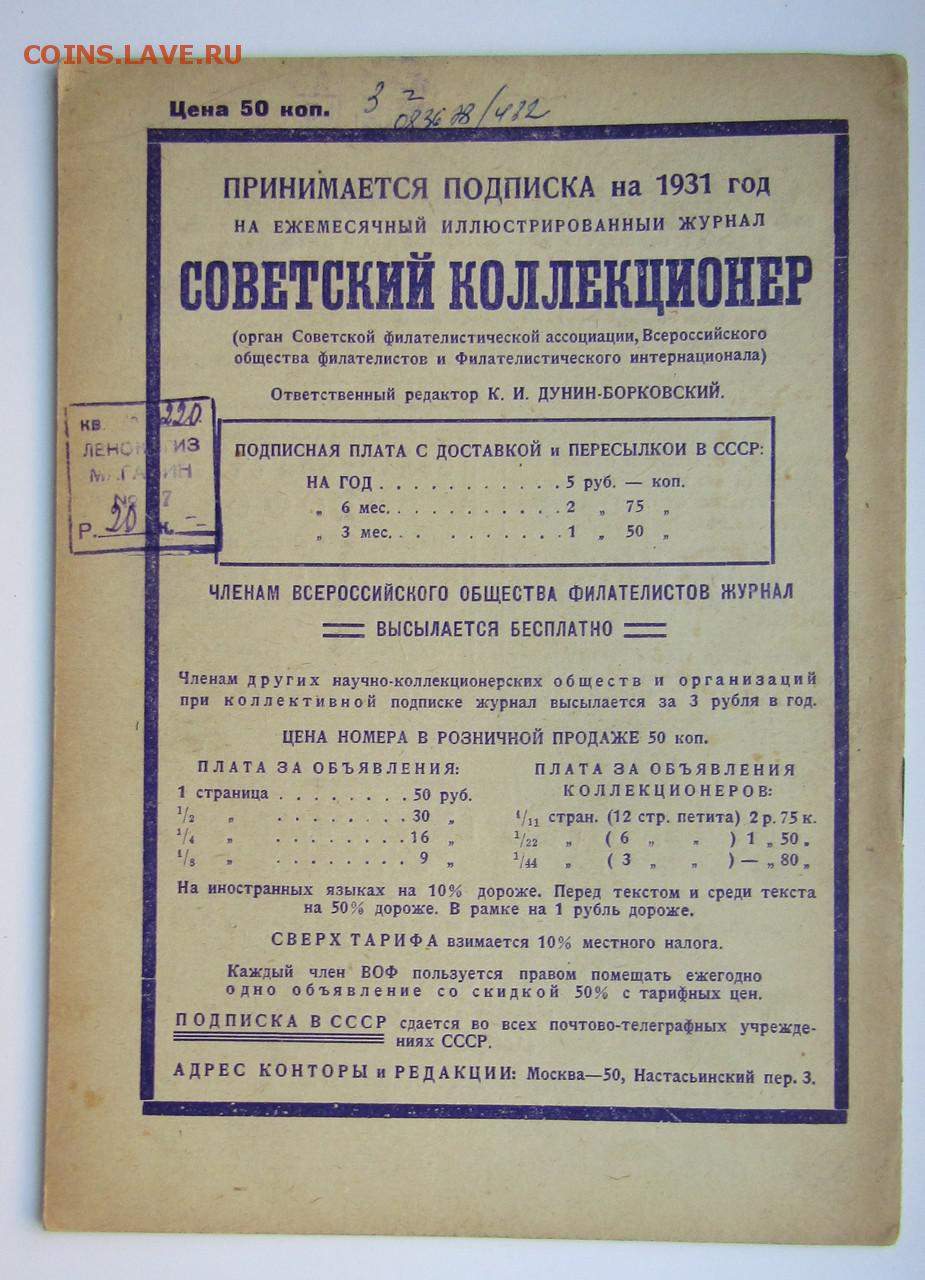 COINS.LAVE.RU
Цена 50 коп.
ПРИНИМАЕТСЯ ПОДПИСКА на 1931 год
НА ЕЖЕМЕСЯЧНЫЙ ИЛЛЮСТРИРОВАННЫИ ЖУРНАЛ
СОВЕТСКИЙ КОЛЛЕКЦИОНЕР
(орган Советской филателистической ассоциации, Всероссийского
общества филателистов и Филателистического интернационала)
Ответственный редактор К. И. ДУНИН-БОРКОВСКИЙ.
КВ. 220
МАГАЗИН
№ 7
Р. 20 К. —
ПОДПИСНАЯ ПЛАТА С ДОСТАВКОЙ и ПЕРЕСЫЛКОИ В СССР:
НА ГОД . . . . . . . . . . . 5 руб. — коп.
„ 6 мес. . . . . . . . . . . . 2 „ 75 „
„ 3 мес. . . . . . . . . . . 1 „ 50 „
ЧЛЕНАМ ВСЕРОССИЙСКОГО ОБЩЕСТВА ФИЛАТЕЛИСТОВ ЖУРНАЛ
ВЫСЫЛАЕТСЯ БЕСПЛАТНО
Членам других научно-коллекционерских обществ и организаций
при коллективной подписке журнал высылается за 3 рубля в год.
ЦЕНА НОМЕРА В РОЗНИЧНОЙ ПРОДАЖЕ 50 коп.
ПЛАТА ЗА ОБЪЯВЛЕНИЯ:
1 страница . . . . . . . . 50 руб.
1/2 „ . . . . . . . . 30 „
1/4 „ . . . . . . . . 16 „
1/8 „ . . . . . . . . 9 „
ПЛАТА ЗА ОБЪЯВЛЕНИЯ
КОЛЛЕКЦИОНЕРОВ:
1/11 стран. (12 стр. петита) 2 р. 75 к.
1/22 „ ( 6 „ „ ) 1 „ 50 „
1/44 „ ( 3 „ „ ) — „ 80 „
На иностранных языках на 10% дороже. Перед текстом и среди текста
на 50% дороже. В рамке на 1 рубль дороже.
СВЕРХ ТАРИФА взимается 10% местного налога.
Каждый член ВОФ пользуется правом помещать ежегодно
одно объявление со скидкой 50% с тарифных цен.
ПОДПИСКА В СССР сдается во всех почтово-телеграфных учрежде-
ниях СССР.
АДРЕС КОНТОРЫ и РЕДАКЦИИ: Москва—50, Настасьинский пер. 3.